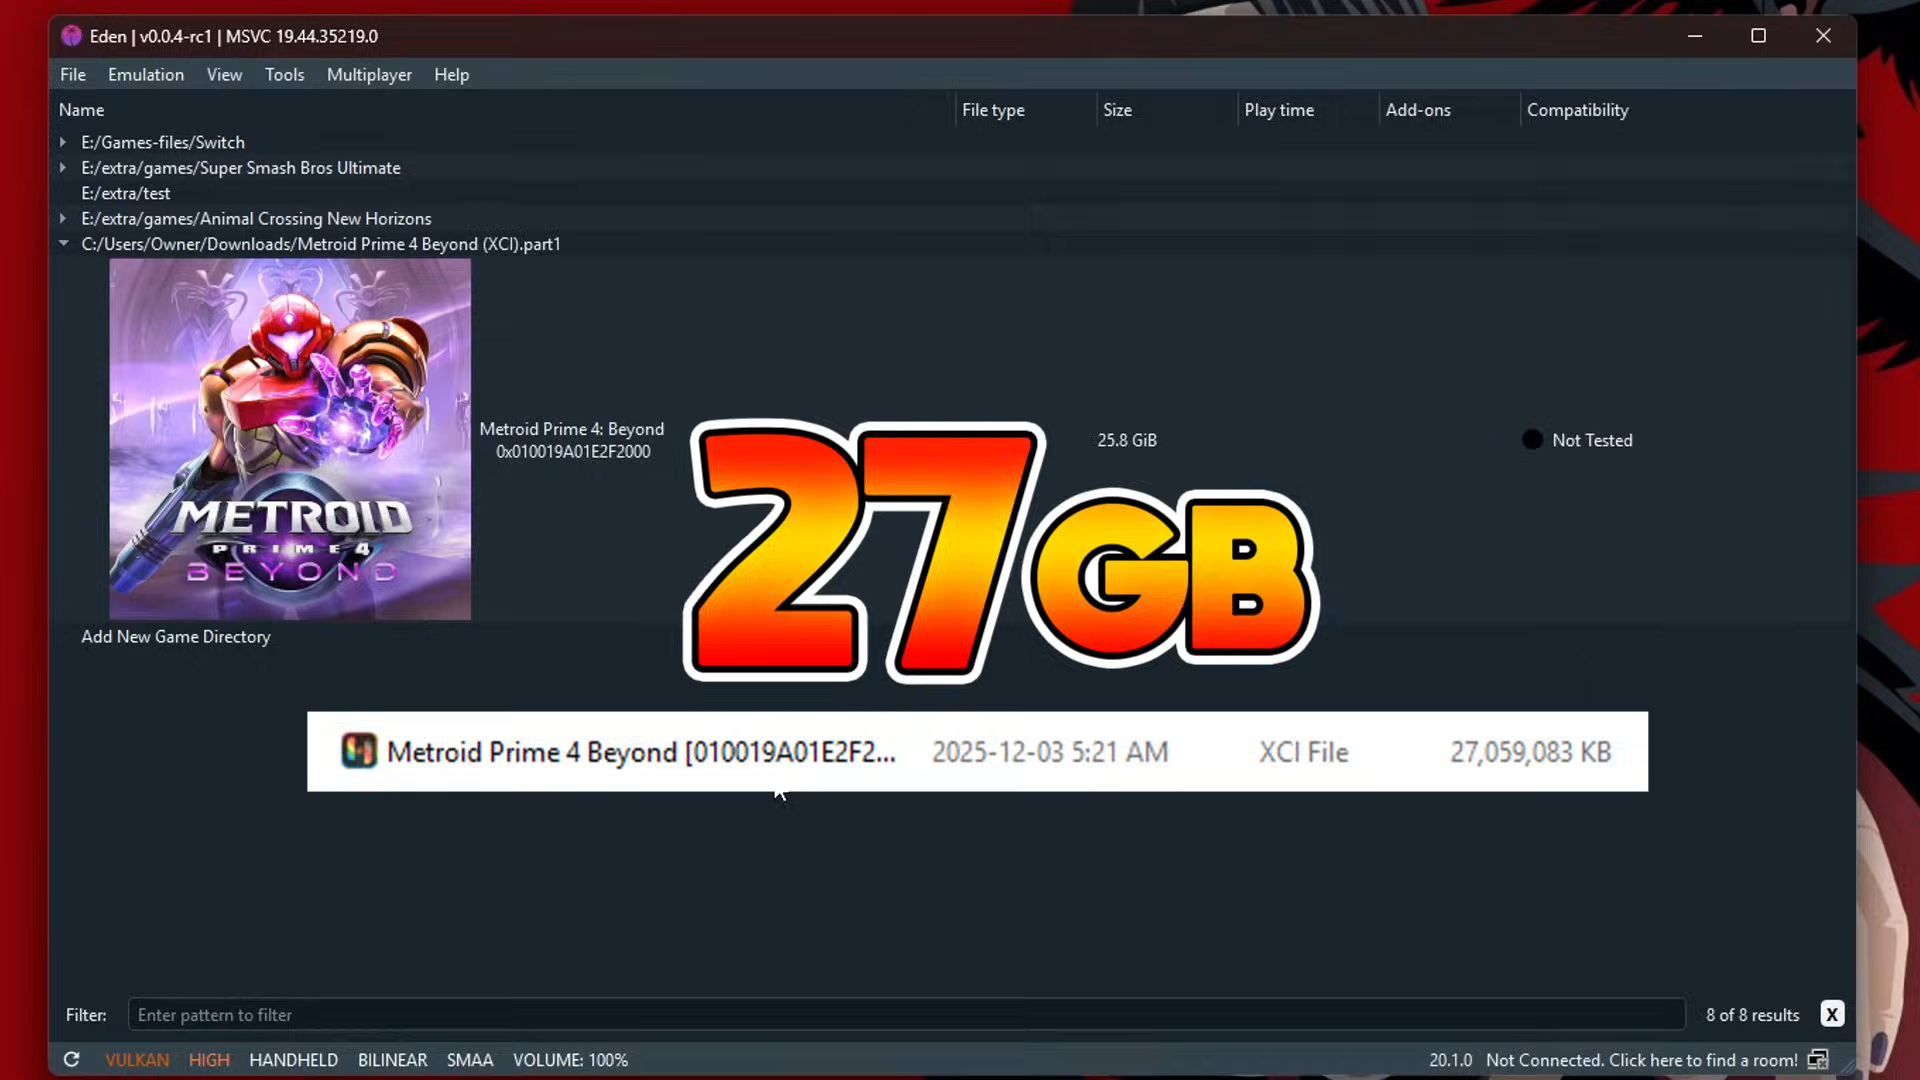 Eden | v0.0.4-rc1 | MSVC 19.44.35219.0
File Emulation View Tools Multiplayer Help
Name File type Size Play time Add-ons Compatibility
E:/Games-files/Switch
E:/extra/games/Super Smash Bros Ultimate
E:/extra/test
E:/extra/games/Animal Crossing New Horizons
C:/Users/Owner/Downloads/Metroid Prime 4 Beyond (XCI).part1
METROID
PRIME 4
BEYOND
Metroid Prime 4: Beyond
0x010019A01E2F2000
25.8 GiB
Not Tested
27GB
Add New Game Directory
Metroid Prime 4 Beyond [010019A01E2F2... 2025-12-03 5:21 AM XCI File 27,059,083 KB
Filter: Enter pattern to filter 8 of 8 results X
VULKAN HIGH HANDHELD BILINEAR SMAA VOLUME: 100% 20.1.0 Not Connected. Click here to find a room!